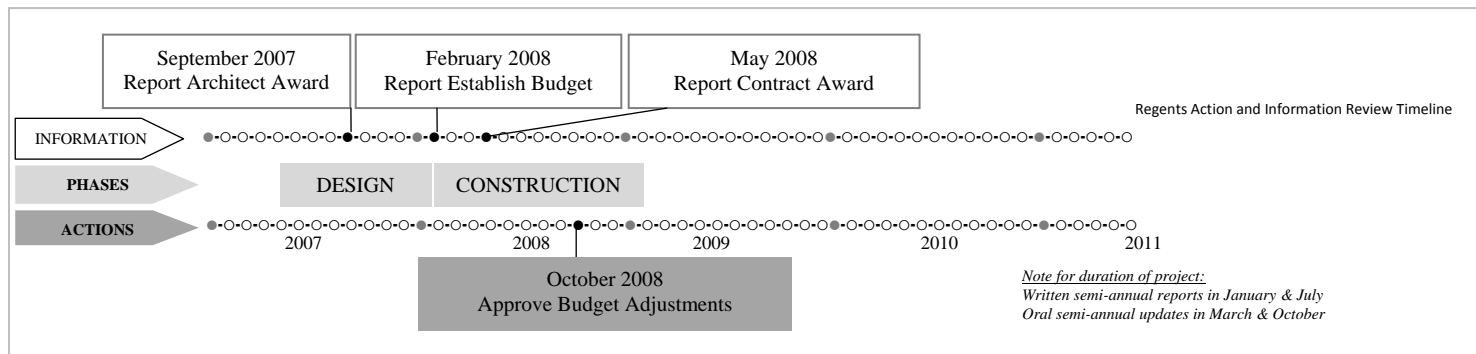 September 2007
Report Architect Award
February 2008
Report Establish Budget
May 2008
Report Contract Award
Regents Action and Information Review Timeline
INFORMATION
PHASES
DESIGN
CONSTRUCTION
ACTIONS
2007
2008
2009
2010
2011
October 2008
Approve Budget Adjustments
Note for duration of project:
Written semi-annual reports in January & July
Oral semi-annual updates in March & October